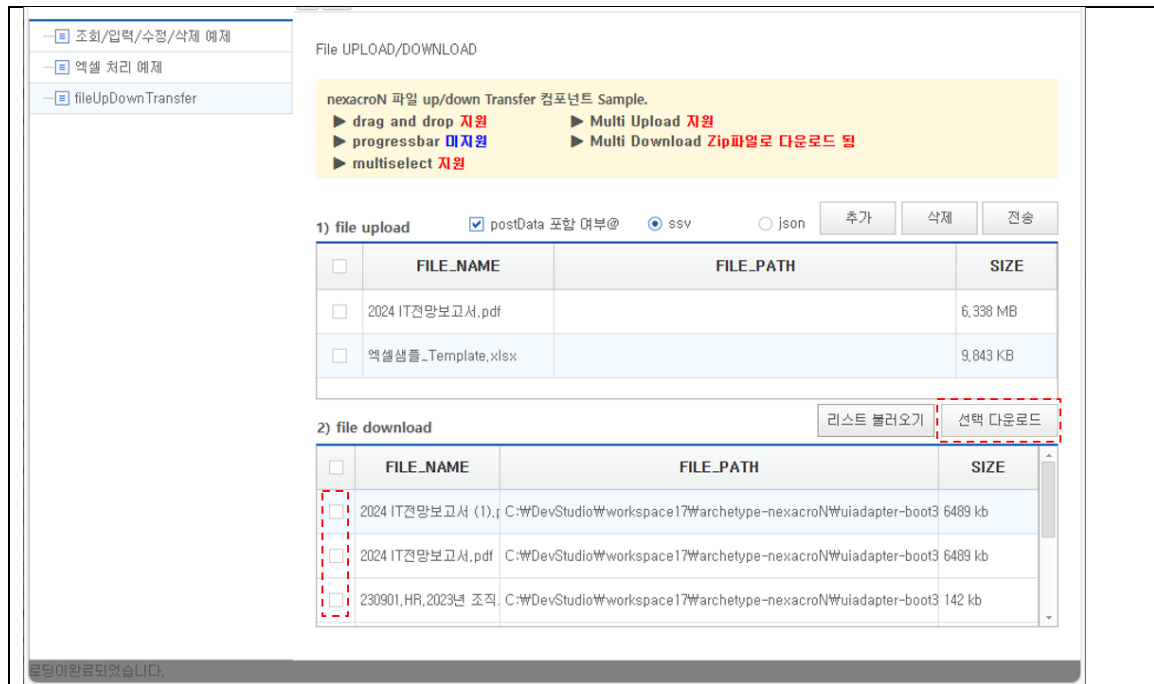 조회/입력/수정/삭제 예제
엑셀 처리 예제
fileUpDownTransfer
File UPLOAD/DOWNLOAD
nexacroN 파일 up/down Transfer 컴포넌트 Sample.
▶ drag and drop 지원 ▶ Multi Upload 지원
▶ progressbar 미지원 ▶ Multi Download Zip파일로 다운로드 됨
▶ multiselect 지원
1) file upload postData 포함 여부@ ssv json 추가 삭제 전송
FILE_NAME FILE_PATH SIZE
2024 IT전망보고서.pdf 6,338 MB
엑셀샘플_Template.xlsx 9,843 KB
2) file download 리스트 불러오기 선택 다운로드
FILE_NAME FILE_PATH SIZE
2024 IT전망보고서 (1).p C:₩DevStudio₩workspace17₩archetype-nexacroN₩uiadapter-boot3 6489 kb
2024 IT전망보고서.pdf C:₩DevStudio₩workspace17₩archetype-nexacroN₩uiadapter-boot3 6489 kb
230901.HR.2023년 조직. C:₩DevStudio₩workspace17₩archetype-nexacroN₩uiadapter-boot3 142 kb
로딩이완료되었습니다.